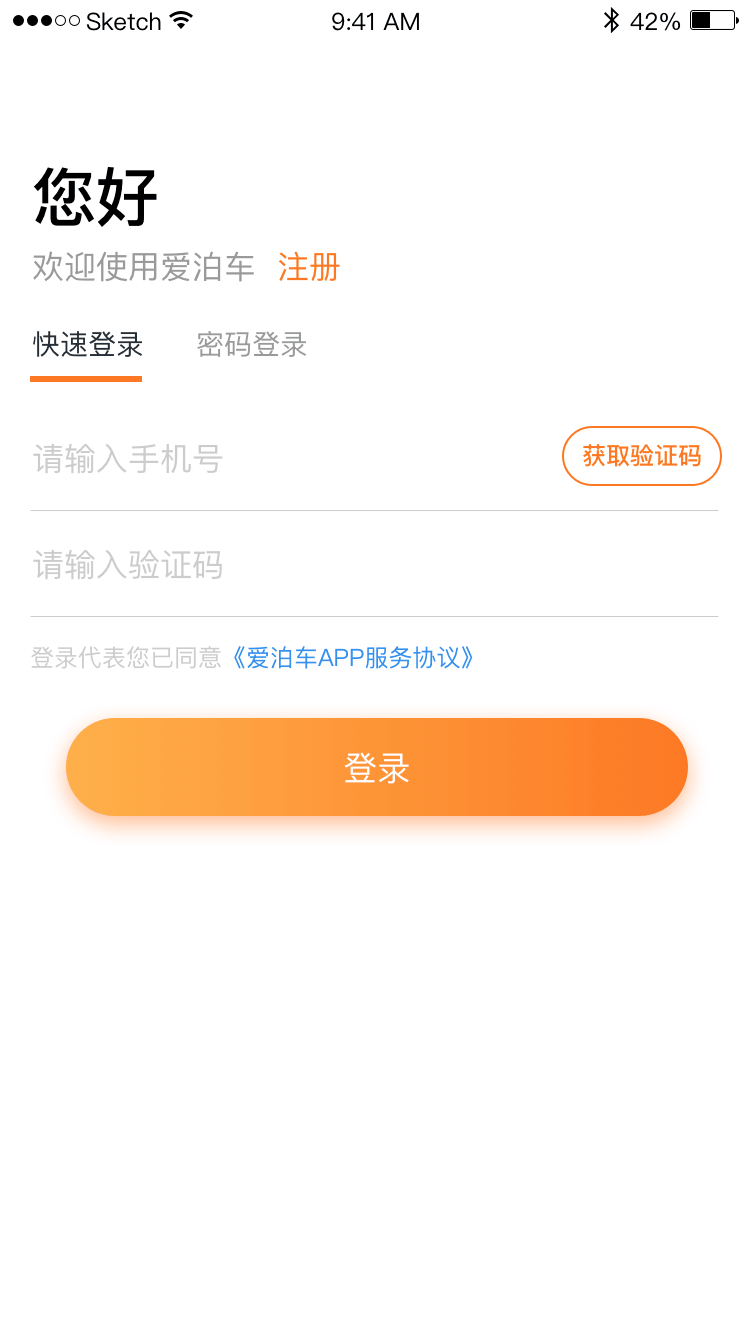 Sketch 9:41 AM 42%
您好
欢迎使用爱泊车 注册
快速登录 密码登录
请输入手机号 获取验证码
请输入验证码
登录代表您已同意《爱泊车APP服务协议》
登录